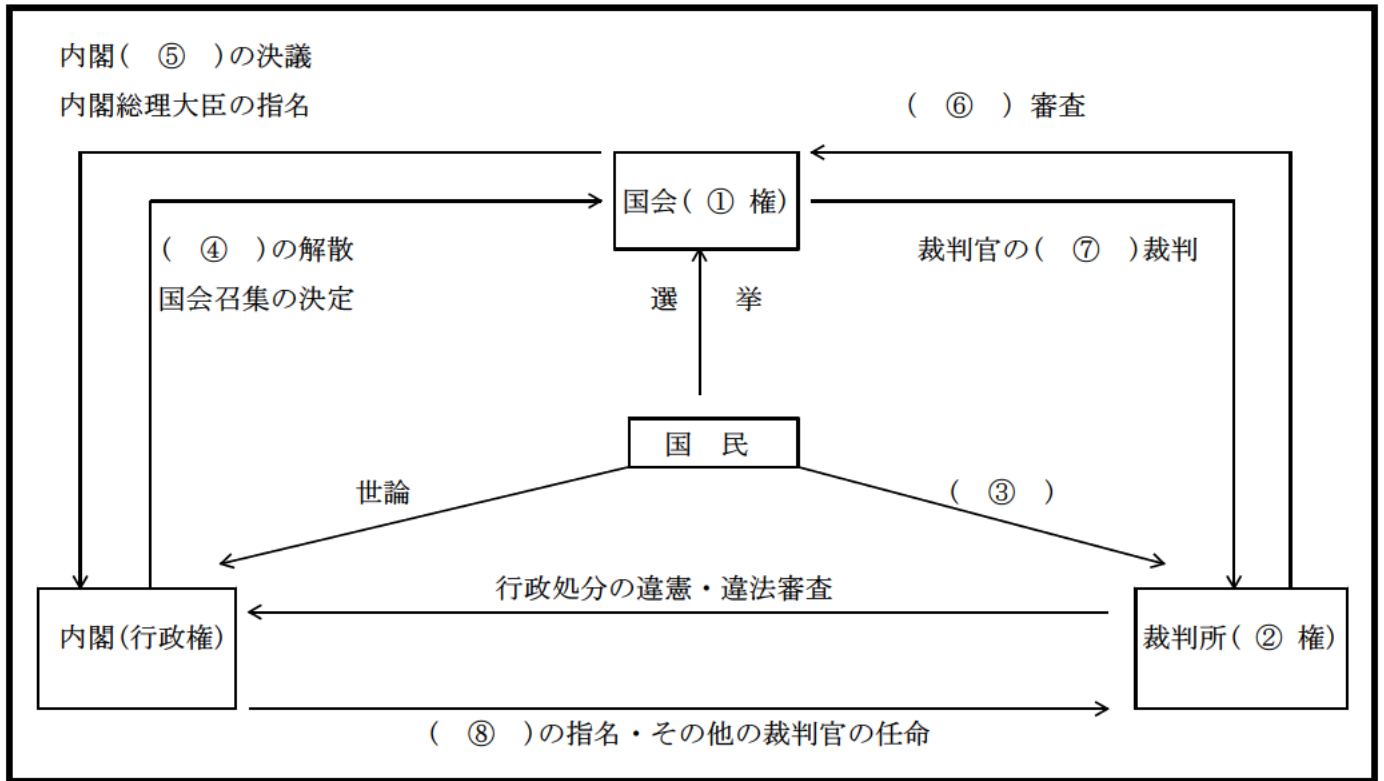 内閣( ⑤ )の決議
内閣総理大臣の指名
( ⑥ ) 審査
国会( ① 権)
( ④ )の解散
国会召集の決定
選 挙
裁判官の( ⑦ )裁判
国 民
世論
( ③ )
行政処分の違憲・違法審査
内閣(行政権)
裁判所( ② 権)
( ⑧ )の指名・その他の裁判官の任命